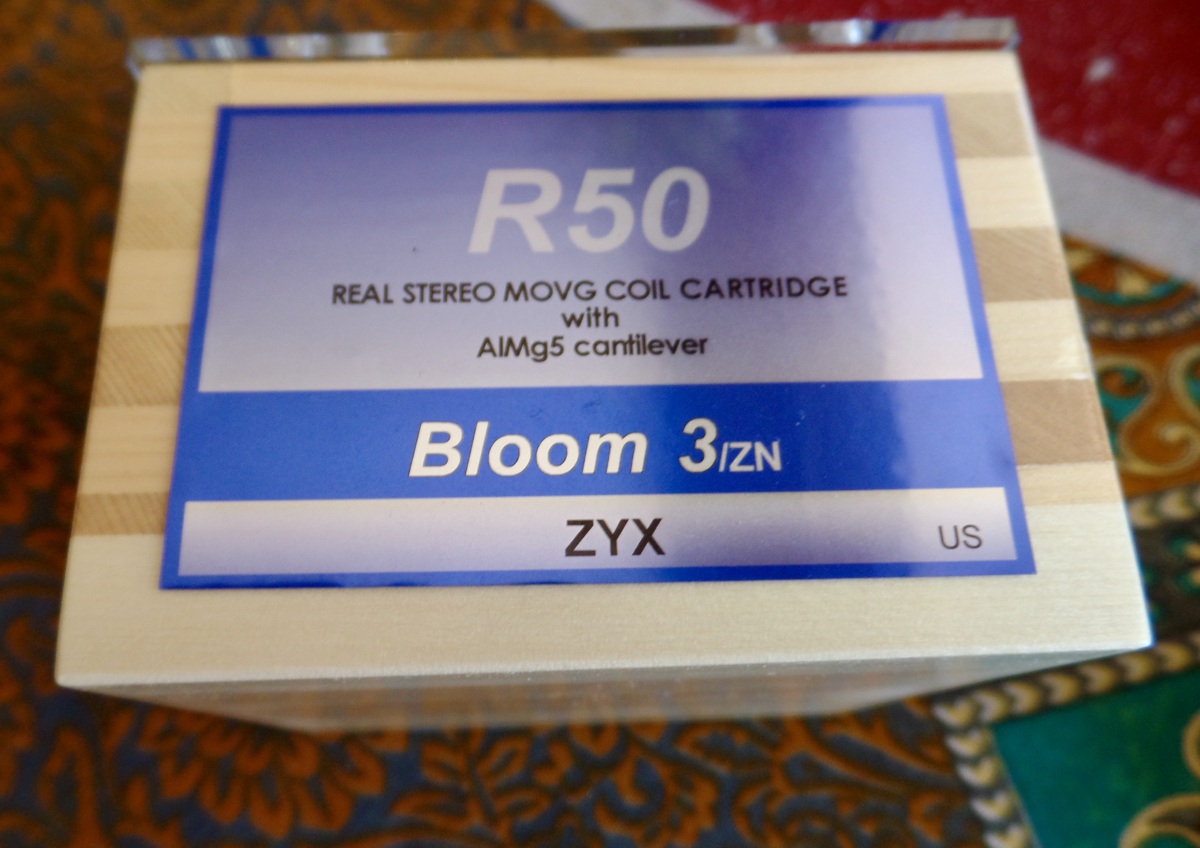 R50
REAL STEREO MOVG COIL CARTRIDGE
with
AlMg5 cantilever
Bloom 3/ZN
ZYX
US